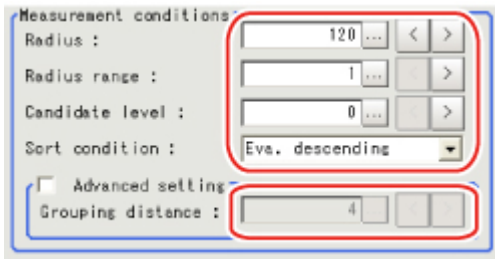 Measurement conditions
Radius : 120 ... < >
Radius range : 1 ... < >
Candidate level : 0 ... < >
Sort condition : Eva. descending
Advanced setting
Grouping distance : 4 ... < >